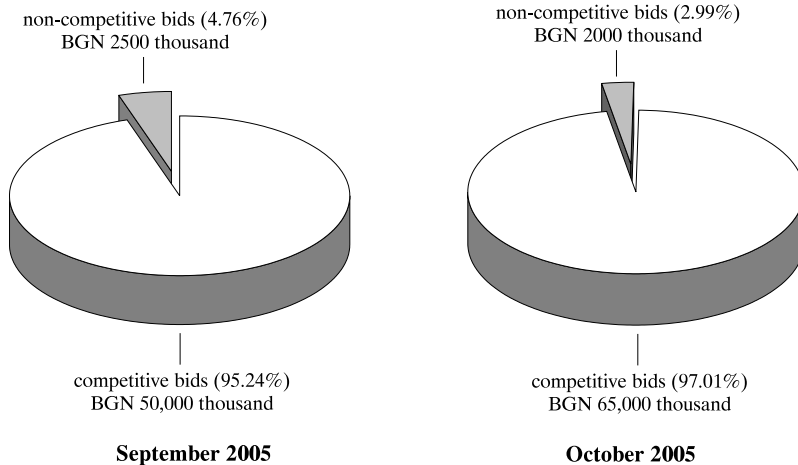 non-competitive bids (4.76%)
BGN 2500 thousand
competitive bids (95.24%)
BGN 50,000 thousand
September 2005
non-competitive bids (2.99%)
BGN 2000 thousand
competitive bids (97.01%)
BGN 65,000 thousand
October 2005